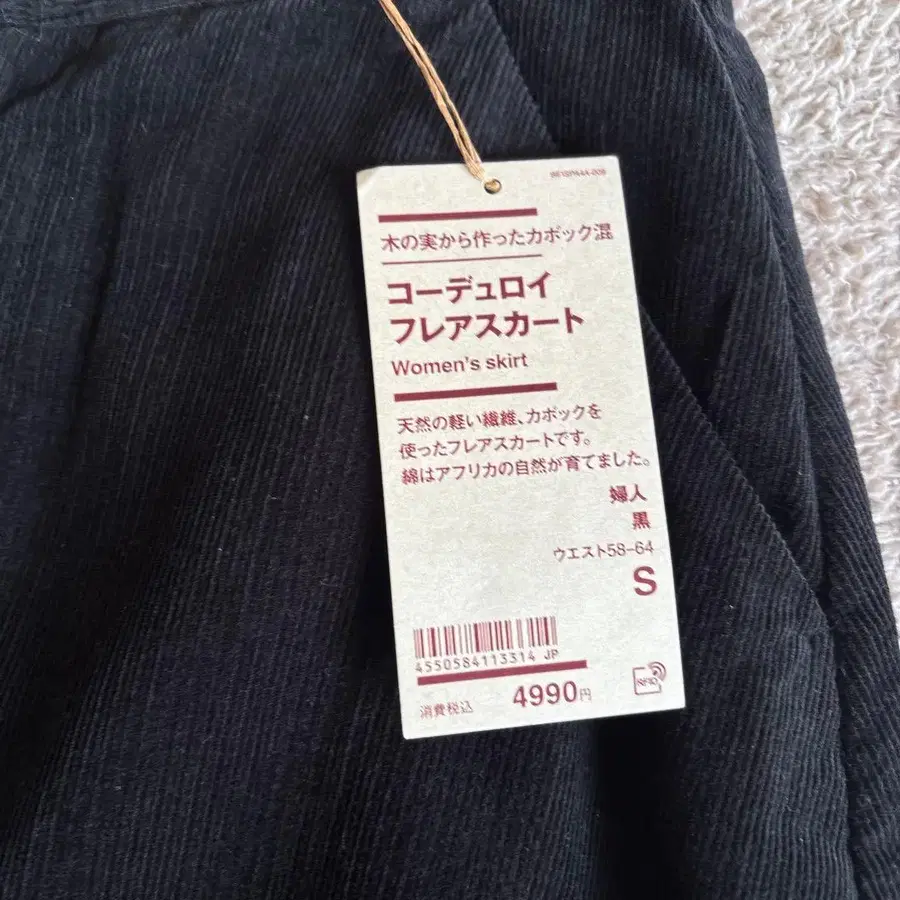 木の実から作ったカポック混
コーデュロイ
フレアスカート
Women's skirt
天然の軽い繊維、カポックを
使ったフレアスカートです。
綿はアフリカの自然が育てました。
婦人
黒
ウエスト58-64
S
4550584113314 JP
消費税込 4990円
RFID